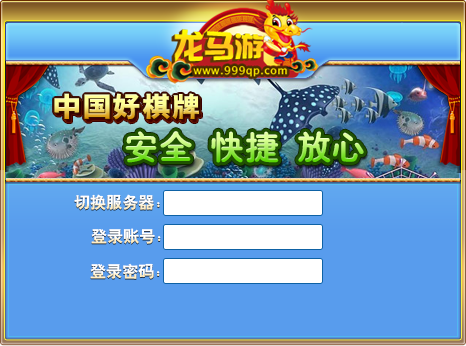 龙马游
www.999qp.com
中国好棋牌
安全 快捷 放心
切换服务器:
登录账号:
登录密码: